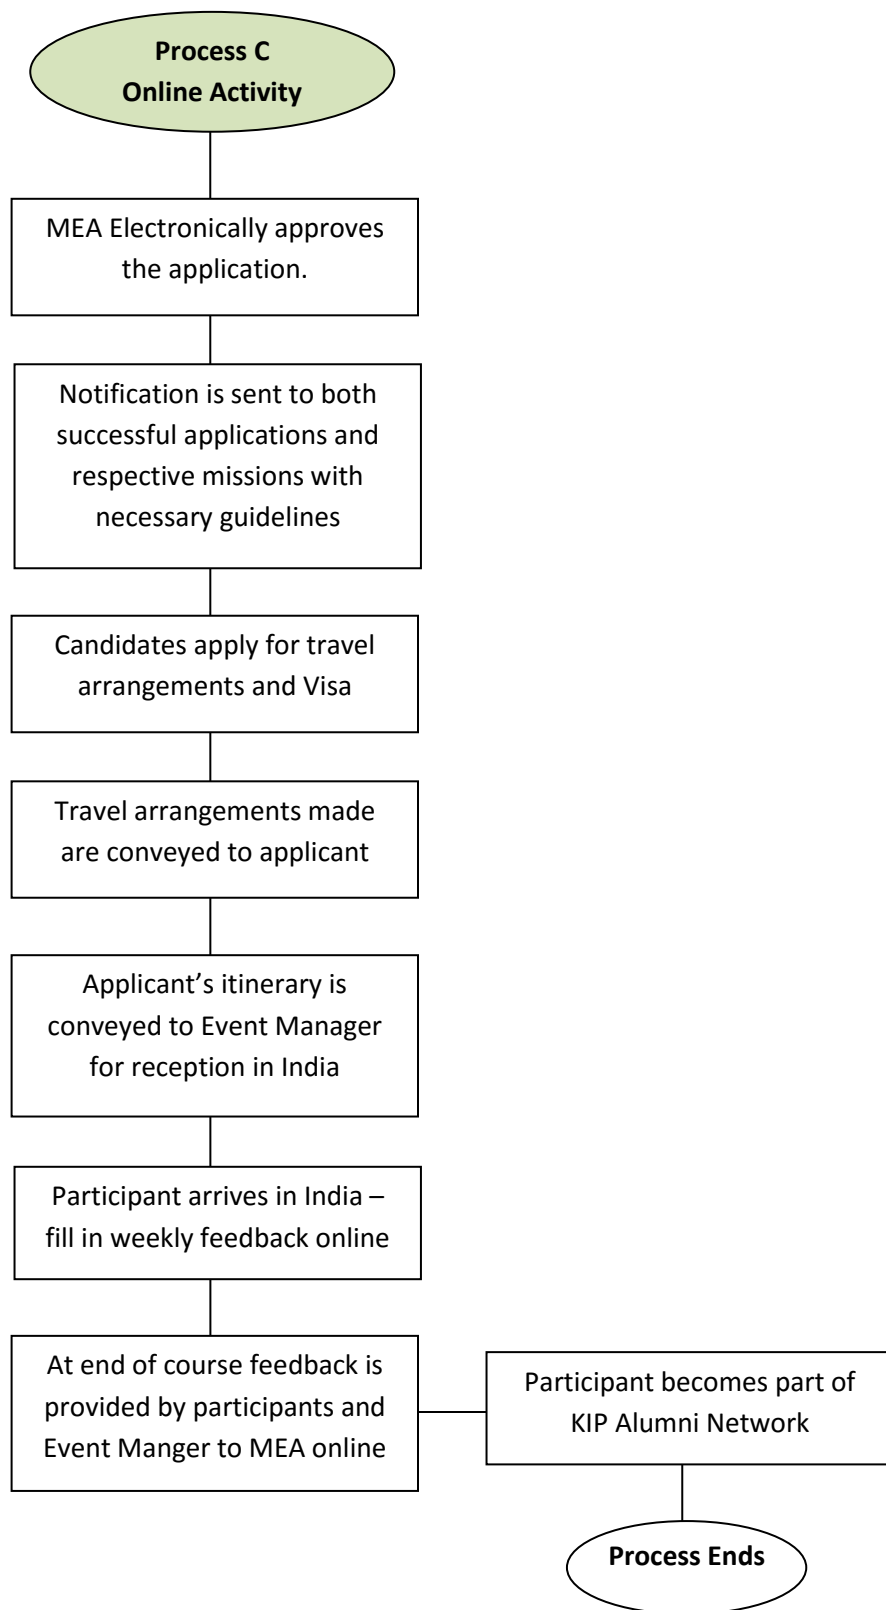 Process C
Online Activity
MEA Electronically approves
the application.
Notification is sent to both
successful applications and
respective missions with
necessary guidelines
Candidates apply for travel
arrangements and Visa
Travel arrangements made
are conveyed to applicant
Applicant’s itinerary is
conveyed to Event Manager
for reception in India
Participant arrives in India –
fill in weekly feedback online
At end of course feedback is
provided by participants and
Event Manger to MEA online
Participant becomes part of
KIP Alumni Network
Process Ends